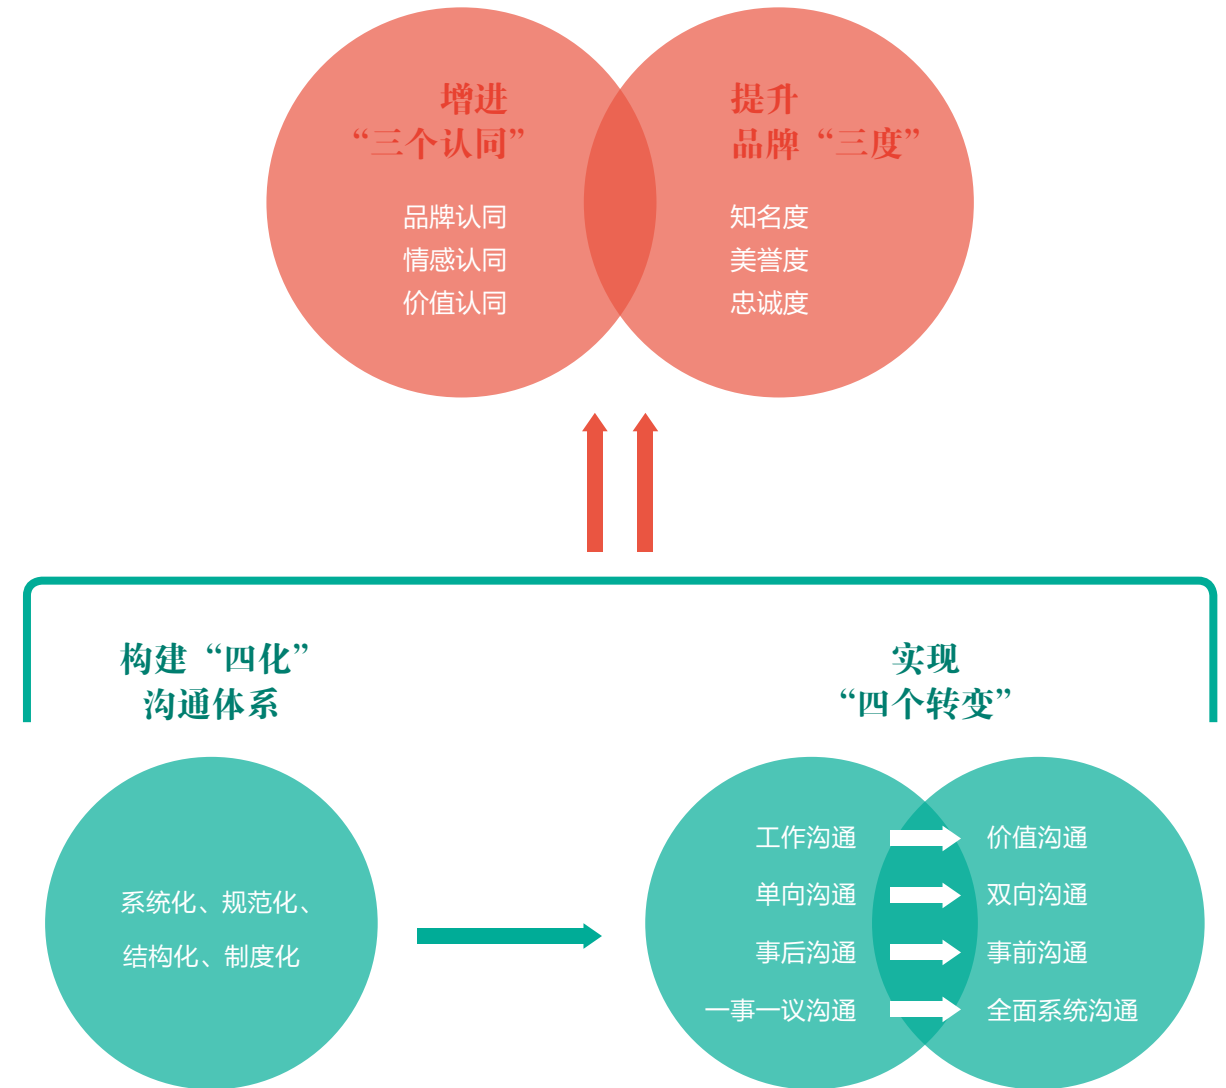 增进
“三个认同”
品牌认同
情感认同
价值认同
提升
品牌“三度”
知名度
美誉度
忠诚度
构建“四化”
沟通体系
系统化、规范化、
结构化、制度化
实现
“四个转变”
工作沟通
价值沟通
单向沟通
双向沟通
事后沟通
事前沟通
一事一议沟通
全面系统沟通